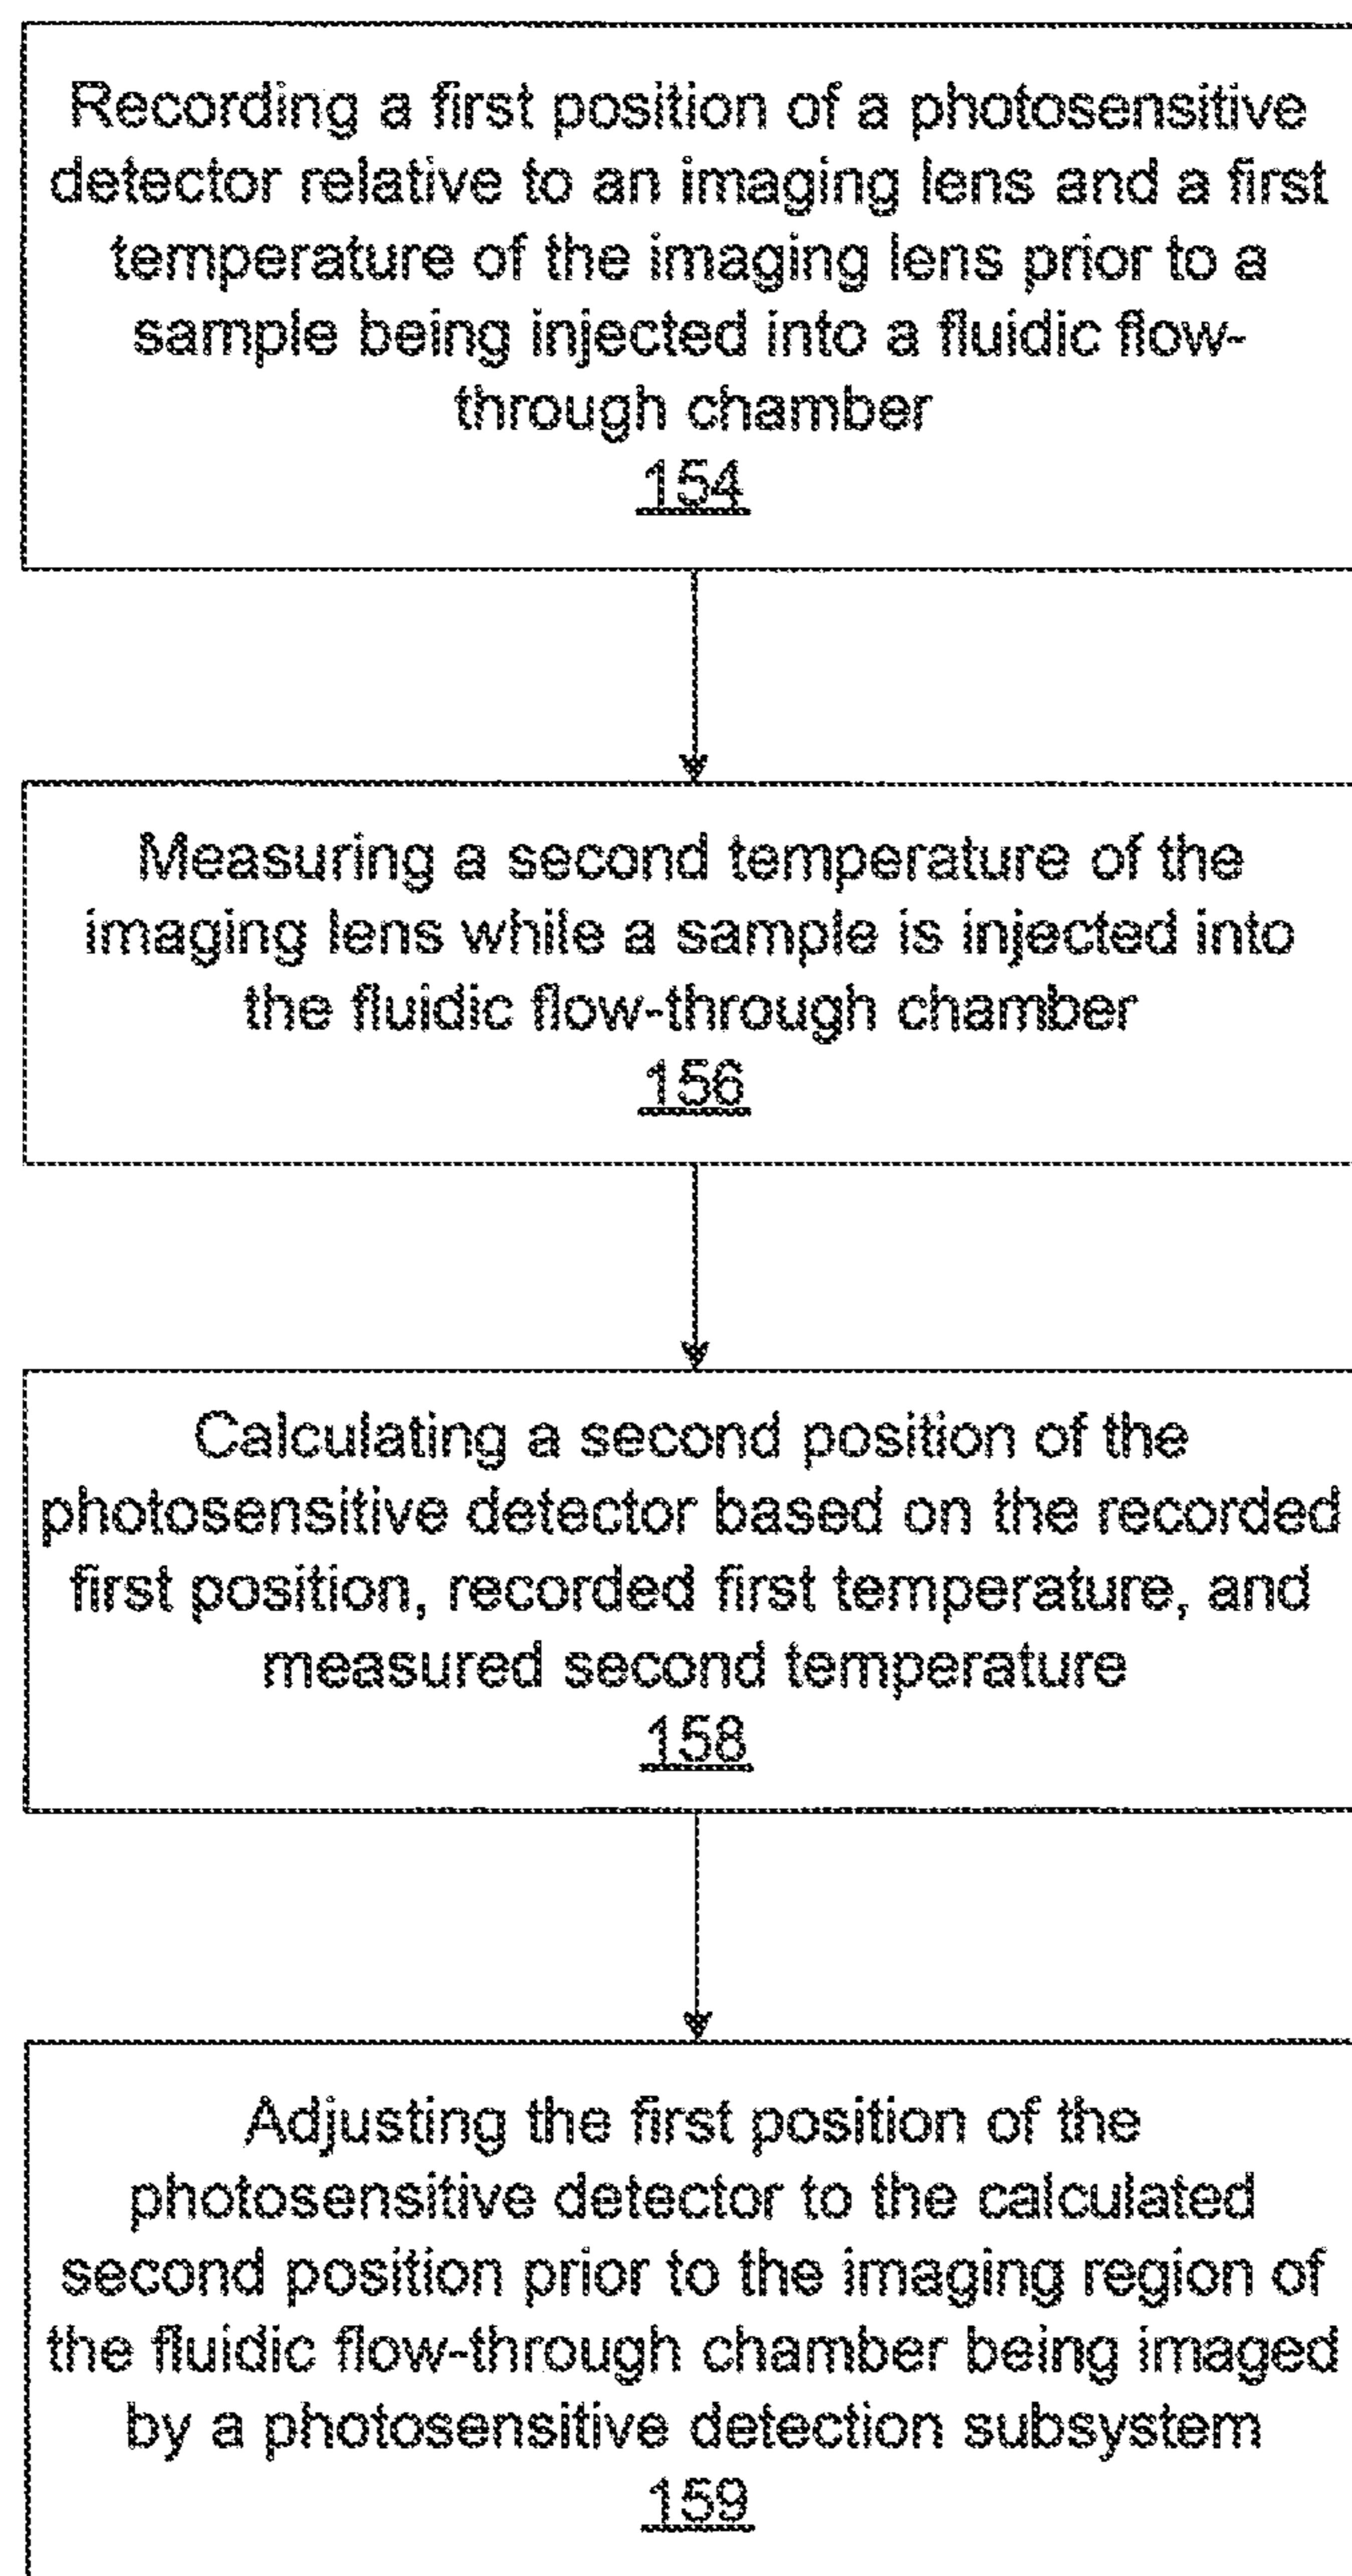 Recording a first position of a photosensitive
detector relative to an imaging lens and a first
temperature of the imaging lens prior to a
sample being injected into a fluidic flow-
through chamber
154
Measuring a second temperature of the
imaging lens while a sample is injected into
the fluidic flow-through chamber
156
Calculating a second position of the
photosensitive detector based on the recorded
first position, recorded first temperature, and
measured second temperature
158
Adjusting the first position of the
photosensitive detector to the calculated
second position prior to the imaging region of
the fluidic flow-through chamber being imaged
by a photosensitive detection subsystem
159